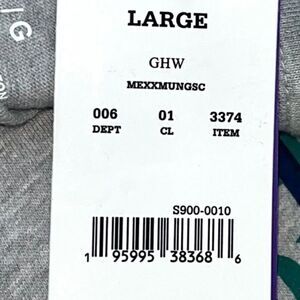 LARGE
GHW
MEXXMUNGSC
006 01 3374
DEPT CL ITEM
S900-0010
1 95995 38368 6
G